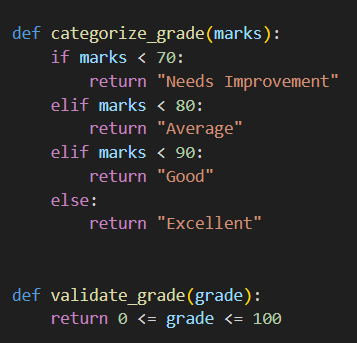 def categorize_grade(marks):
    if marks < 70:
        return "Needs Improvement"
    elif marks < 80:
        return "Average"
    elif marks < 90:
        return "Good"
    else:
        return "Excellent"

def validate_grade(grade):
    return 0 <= grade <= 100